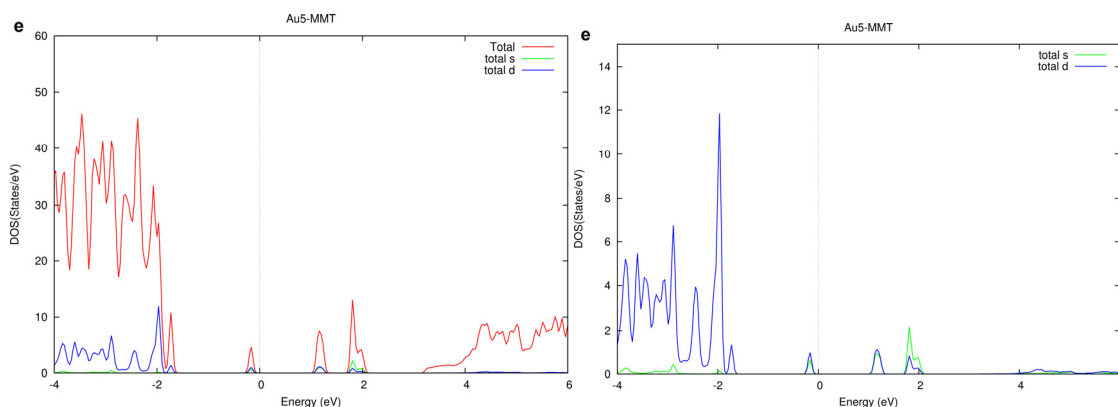 e
Au5-MMT
Total
total s
total d
60
50
40
30
20
10
0
DOS(States/eV)
-4
-2
0
2
4
6
Energy (eV)
e
Au5-MMT
total s
total d
14
12
10
8
6
4
2
0
DOS(States/eV)
-4
-2
0
4
Energy (eV)